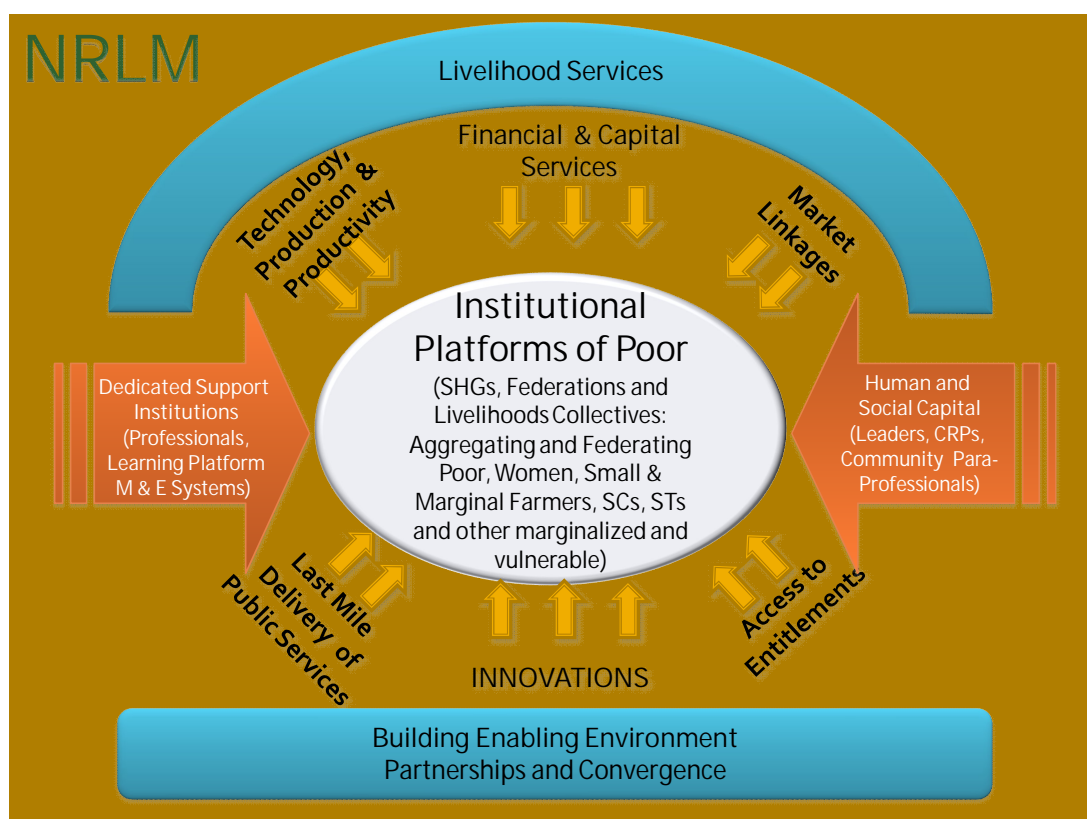 NRLM
Livelihood Services
Financial & Capital
Services
Technology,
Production &
Productivity
Market
Linkages
Institutional
Platforms of Poor
(SHGs, Federations and
Livelihoods Collectives:
Aggregating and Federating
Poor, Women, Small &
Marginal Farmers, SCs, STs
and other marginalized and
vulnerable)
Dedicated Support
Institutions
(Professionals,
Learning Platform
M & E Systems)
Human and
Social Capital
(Leaders, CRPs,
Community Para-
Professionals)
Last Mile
Delivery of
Public Services
INNOVATIONS
Access to
Entitlements
Building Enabling Environment
Partnerships and Convergence